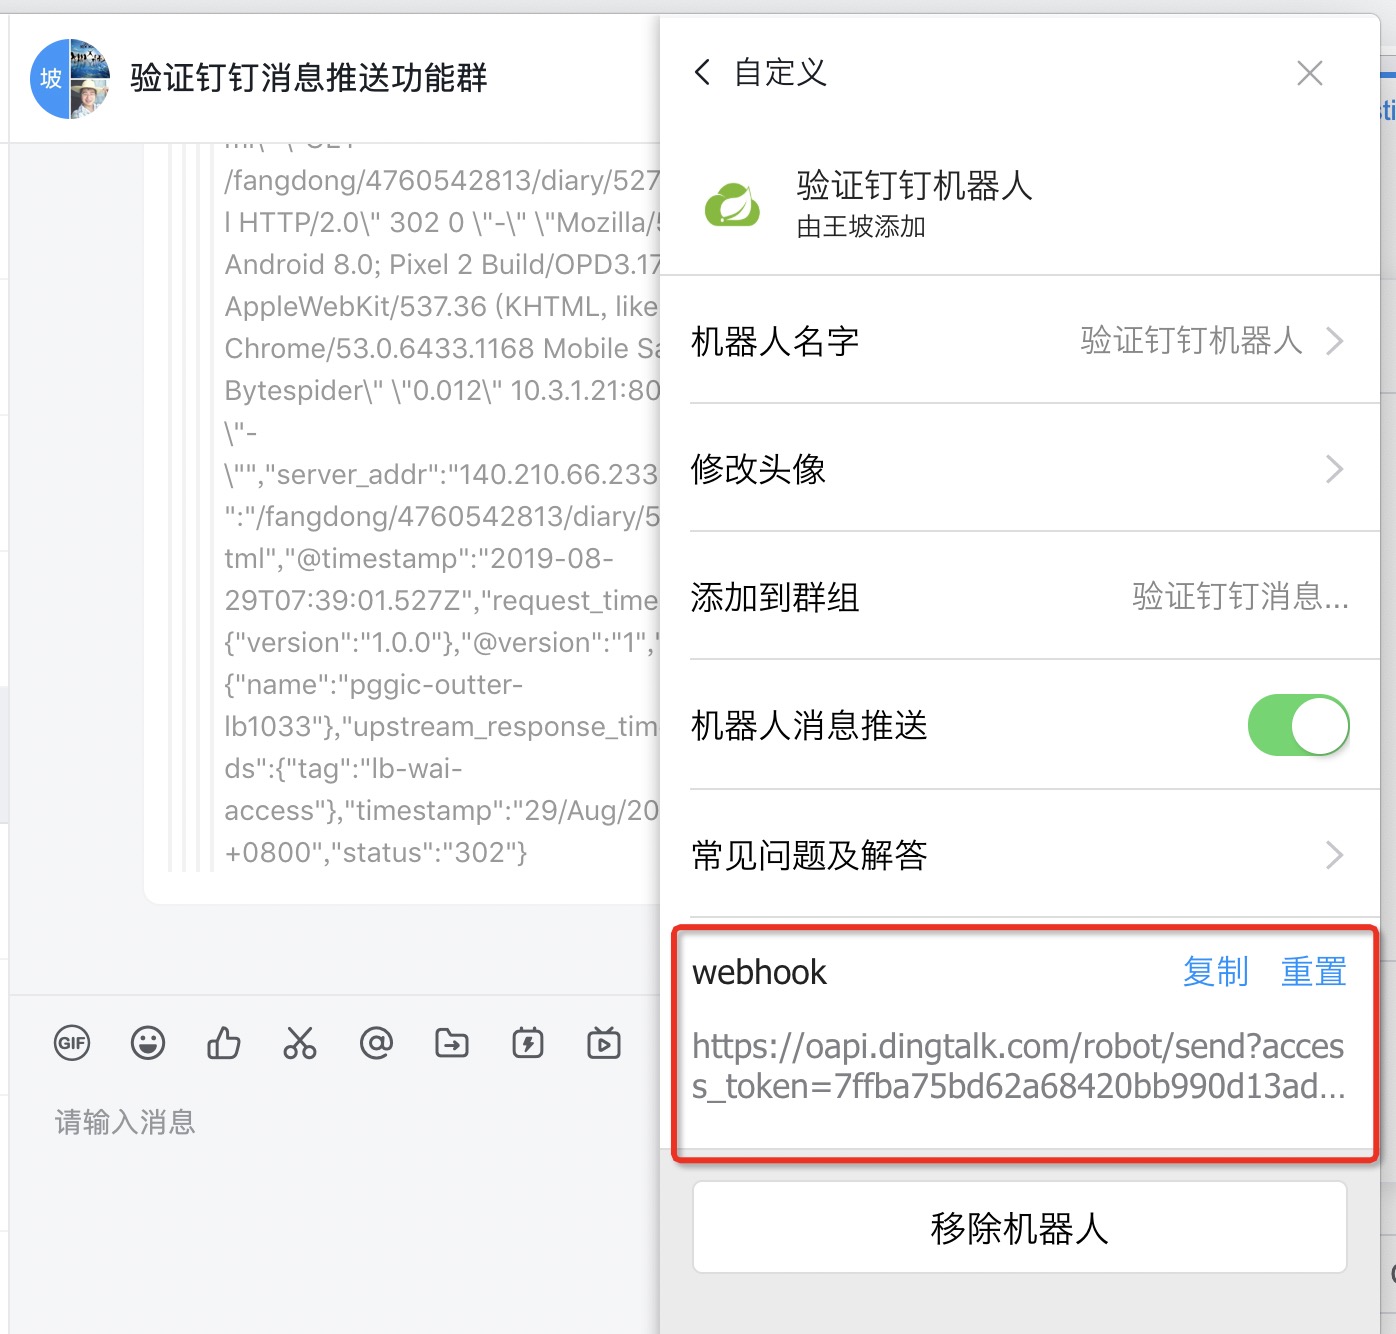 坡
验证钉钉消息推送功能群
/fangdong/4760542813/diary/527
l HTTP/2.0\" 302 0 \"-\" \"Mozilla/5
Android 8.0; Pixel 2 Build/OPD3.17
AppleWebKit/537.36 (KHTML, like
Chrome/53.0.6433.1168 Mobile Sa
Bytespider\" \"0.012\" 10.3.1.21:80
\"-
\"","server_addr":"140.210.66.233
":"/fangdong/4760542813/diary/5
tml","@timestamp":"2019-08-
29T07:39:01.527Z","request_time
{"version":"1.0.0"},"@version":"1","
{"name":"pggic-outter-
lb1033"},"upstream_response_tim
ds":{"tag":"lb-wai-
access"},"timestamp":"29/Aug/20
+0800","status":"302"}
GIF
请输入消息
自定义
验证钉钉机器人
由王坡添加
机器人名字 验证钉钉机器人
修改头像
添加到群组 验证钉钉消息...
机器人消息推送
常见问题及解答
webhook 复制 重置
https://oapi.dingtalk.com/robot/send?acces
s_token=7ffba75bd62a68420bb990d13ad...
移除机器人